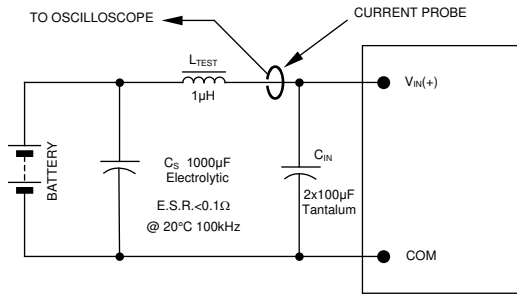 TO OSCILLOSCOPE
CURRENT PROBE
LTEST
1µH
VIN(+)
BATTERY
CS 1000µF
Electrolytic
E.S.R.<0.1Ω
@ 20°C 100kHz
CIN
2x100µF
Tantalum
COM